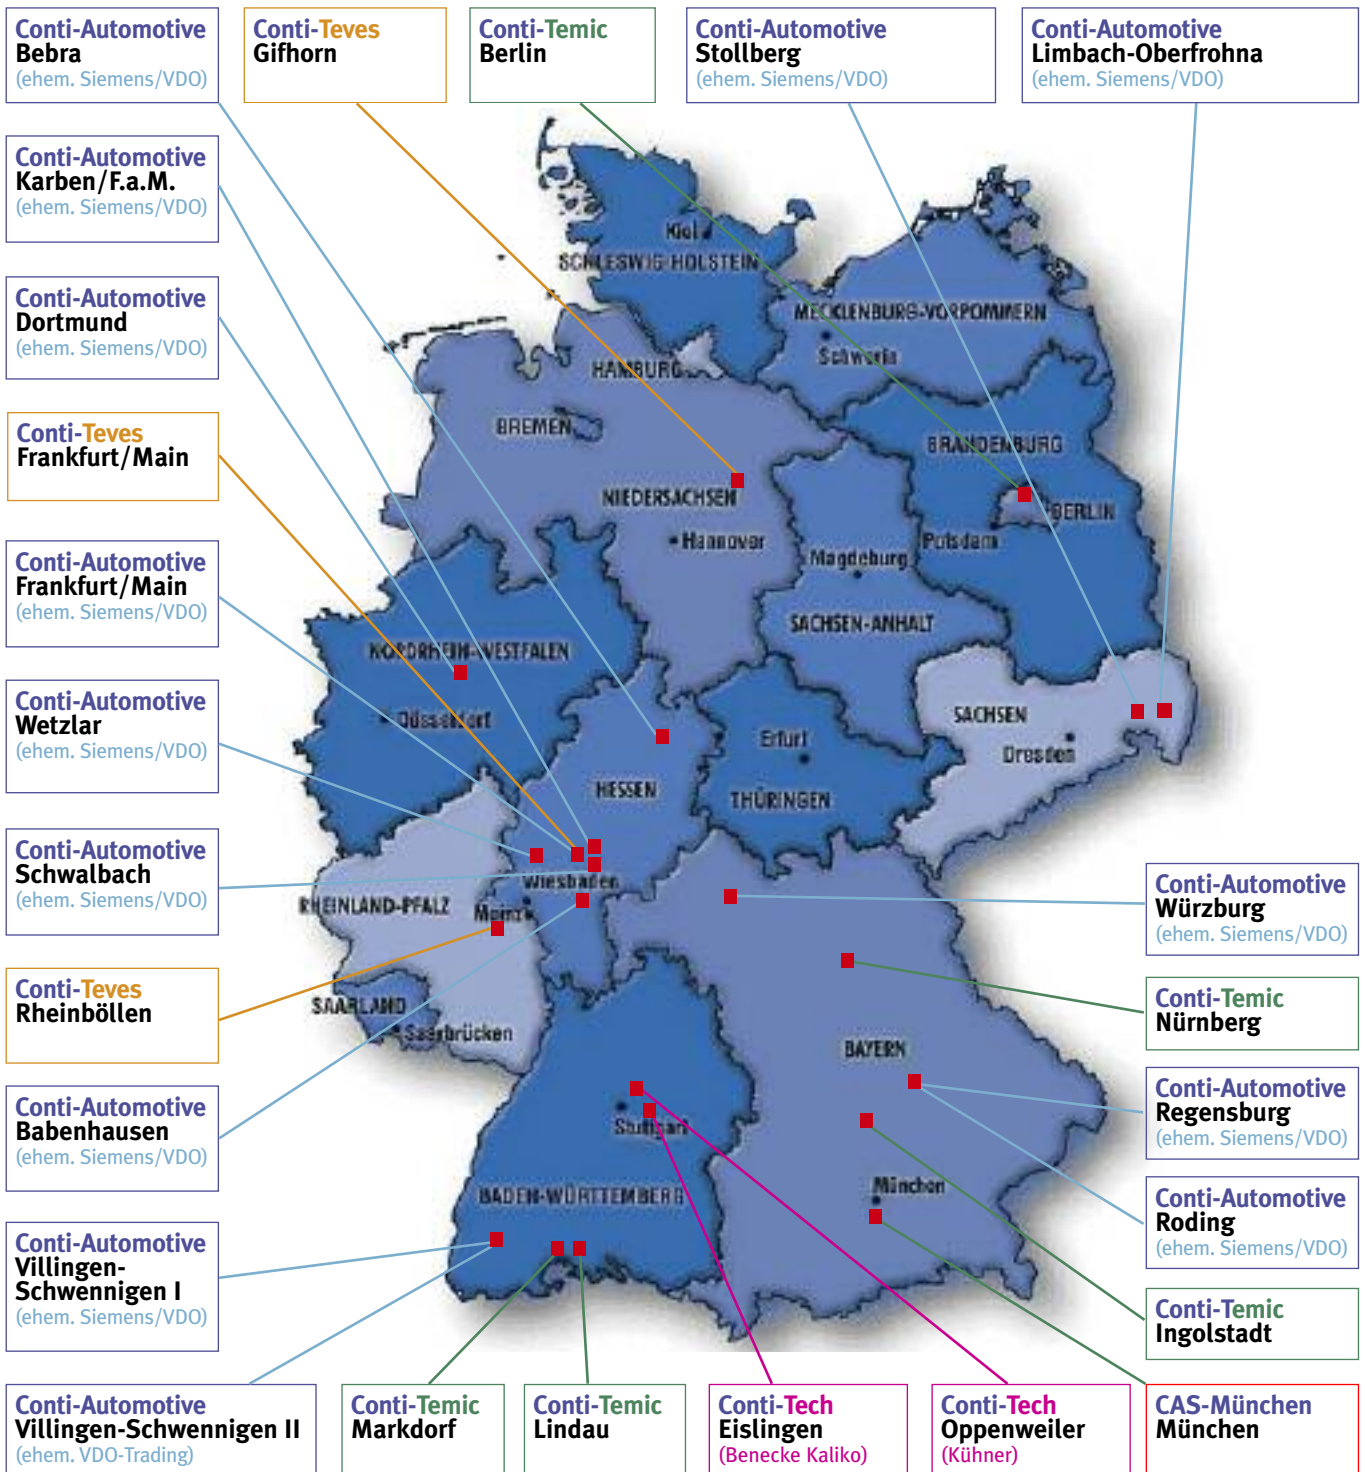 Conti-Automotive
Bebra
(ehem. Siemens/VDO)
Conti-Teves
Gifhorn
Conti-Temic
Berlin
Conti-Automotive
Stollberg
(ehem. Siemens/VDO)
Conti-Automotive
Limbach-Oberfrohna
(ehem. Siemens/VDO)
Conti-Automotive
Karben/F.a.M.
(ehem. Siemens/VDO)
Conti-Automotive
Dortmund
(ehem. Siemens/VDO)
Conti-Teves
Frankfurt/Main
Conti-Automotive
Frankfurt/Main
(ehem. Siemens/VDO)
Conti-Automotive
Wetzlar
(ehem. Siemens/VDO)
Conti-Automotive
Schwalbach
(ehem. Siemens/VDO)
Conti-Teves
Rheinböllen
Conti-Automotive
Babenhausen
(ehem. Siemens/VDO)
Conti-Automotive
Villingen-
Schwennigen I
(ehem. Siemens/VDO)
Kiel
SCHLESWIG-HOLSTEIN
MECKLENBURG-VORPOMMERN
Schwerin
HAMBURG
BREMEN
BRANDENBURG
NIEDERSACHSEN
BERLIN
Hannover
Potsdam
Magdeburg
SACHSEN-ANHALT
NORDRHEIN-WESTFALEN
Düsseldorf
SACHSEN
Dresden
Erfurt
HESSEN
THÜRINGEN
Wiesbaden
RHEINLAND-PFALZ
Mainz
SAARLAND
Saarbrücken
BAYERN
Stuttgart
München
BADEN-WÜRTTEMBERG
Conti-Automotive
Würzburg
(ehem. Siemens/VDO)
Conti-Temic
Nürnberg
Conti-Automotive
Regensburg
(ehem. Siemens/VDO)
Conti-Automotive
Roding
(ehem. Siemens/VDO)
Conti-Temic
Ingolstadt
Conti-Automotive
Villingen-Schwennigen II
(ehem. VDO-Trading)
Conti-Temic
Markdorf
Conti-Temic
Lindau
Conti-Tech
Eislingen
(Benecke Kaliko)
Conti-Tech
Oppenweiler
(Kühner)
CAS-München
München